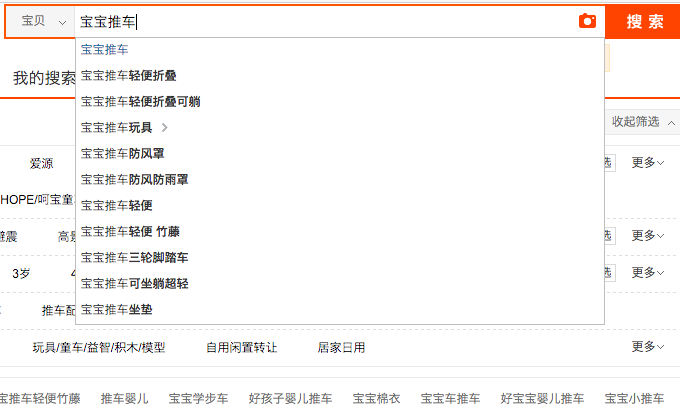 宝贝 宝宝推车 搜 索
宝宝推车
宝宝推车轻便折叠
我的搜索
宝宝推车轻便折叠可躺
宝宝推车玩具
收起筛选
宝宝推车防风罩
爱源 选 更多
宝宝推车防风防雨罩
HOPE/呵宝童
宝宝推车轻便
宝宝推车轻便 竹藤
避震 高景 选 更多
宝宝推车三轮脚踏车
3岁 4 选 更多
宝宝推车可坐躺超轻
宝宝推车坐垫
推车配
玩具/童车/益智/积木/模型 自用闲置转让 居家日用 更多
宝推车轻便竹藤 推车婴儿 宝宝学步车 好孩子婴儿推车 宝宝棉衣 宝宝车推车 好宝宝婴儿推车 宝宝小推车